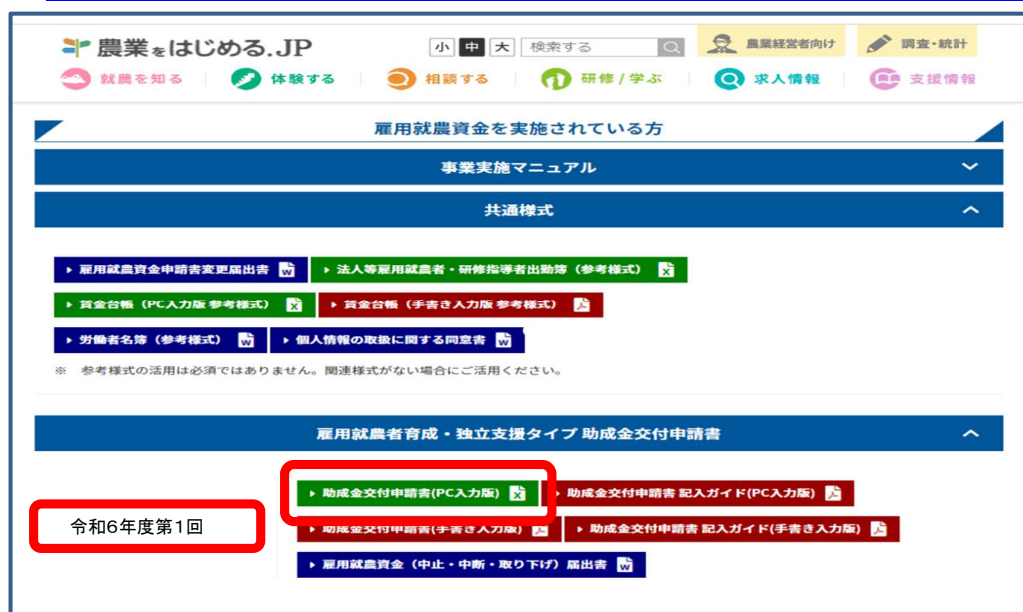 農業をはじめる.JP 小 中 大 検索する 農業経営者向け 調査・統計
就農を知る 体験する 相談する 研修/学ぶ 求人情報 支援情報
雇用就農資金を実施されている方
事業実施マニュアル
共通様式
雇用就農資金申請書変更届出書 法人等雇用就農者・研修指導者出勤簿（参考様式）
賃金台帳（PC入力版 参考様式） 賃金台帳（手書き入力版 参考様式）
労働者名簿（参考様式） 個人情報の取扱に関する同意書
※ 参考様式の活用は必須ではありません。関連様式がない場合にご活用ください。
雇用就農者育成・独立支援タイプ 助成金交付申請書
助成金交付申請書(PC入力版) 助成金交付申請書 記入ガイド(PC入力版)
令和6年度第1回
助成金交付申請書(手書き入力版) 助成金交付申請書 記入ガイド(手書き入力版)
雇用就農資金（中止・中断・取り下げ）届出書